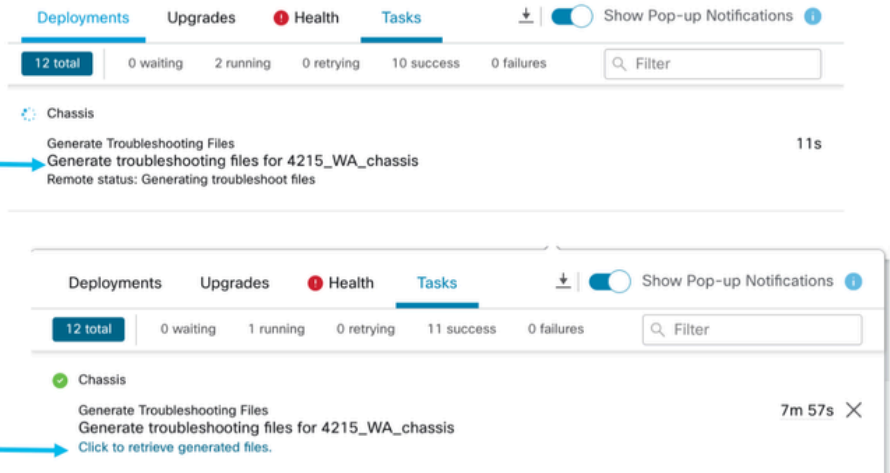 Deployments Upgrades Health Tasks Show Pop-up Notifications
12 total 0 waiting 2 running 0 retrying 10 success 0 failures Filter
Chassis
Generate Troubleshooting Files 11s
Generate troubleshooting files for 4215_WA_chassis
Remote status: Generating troubleshoot files
Deployments Upgrades Health Tasks Show Pop-up Notifications
12 total 0 waiting 1 running 0 retrying 11 success 0 failures Filter
Chassis
Generate Troubleshooting Files 7m 57s
Generate troubleshooting files for 4215_WA_chassis
Click to retrieve generated files.